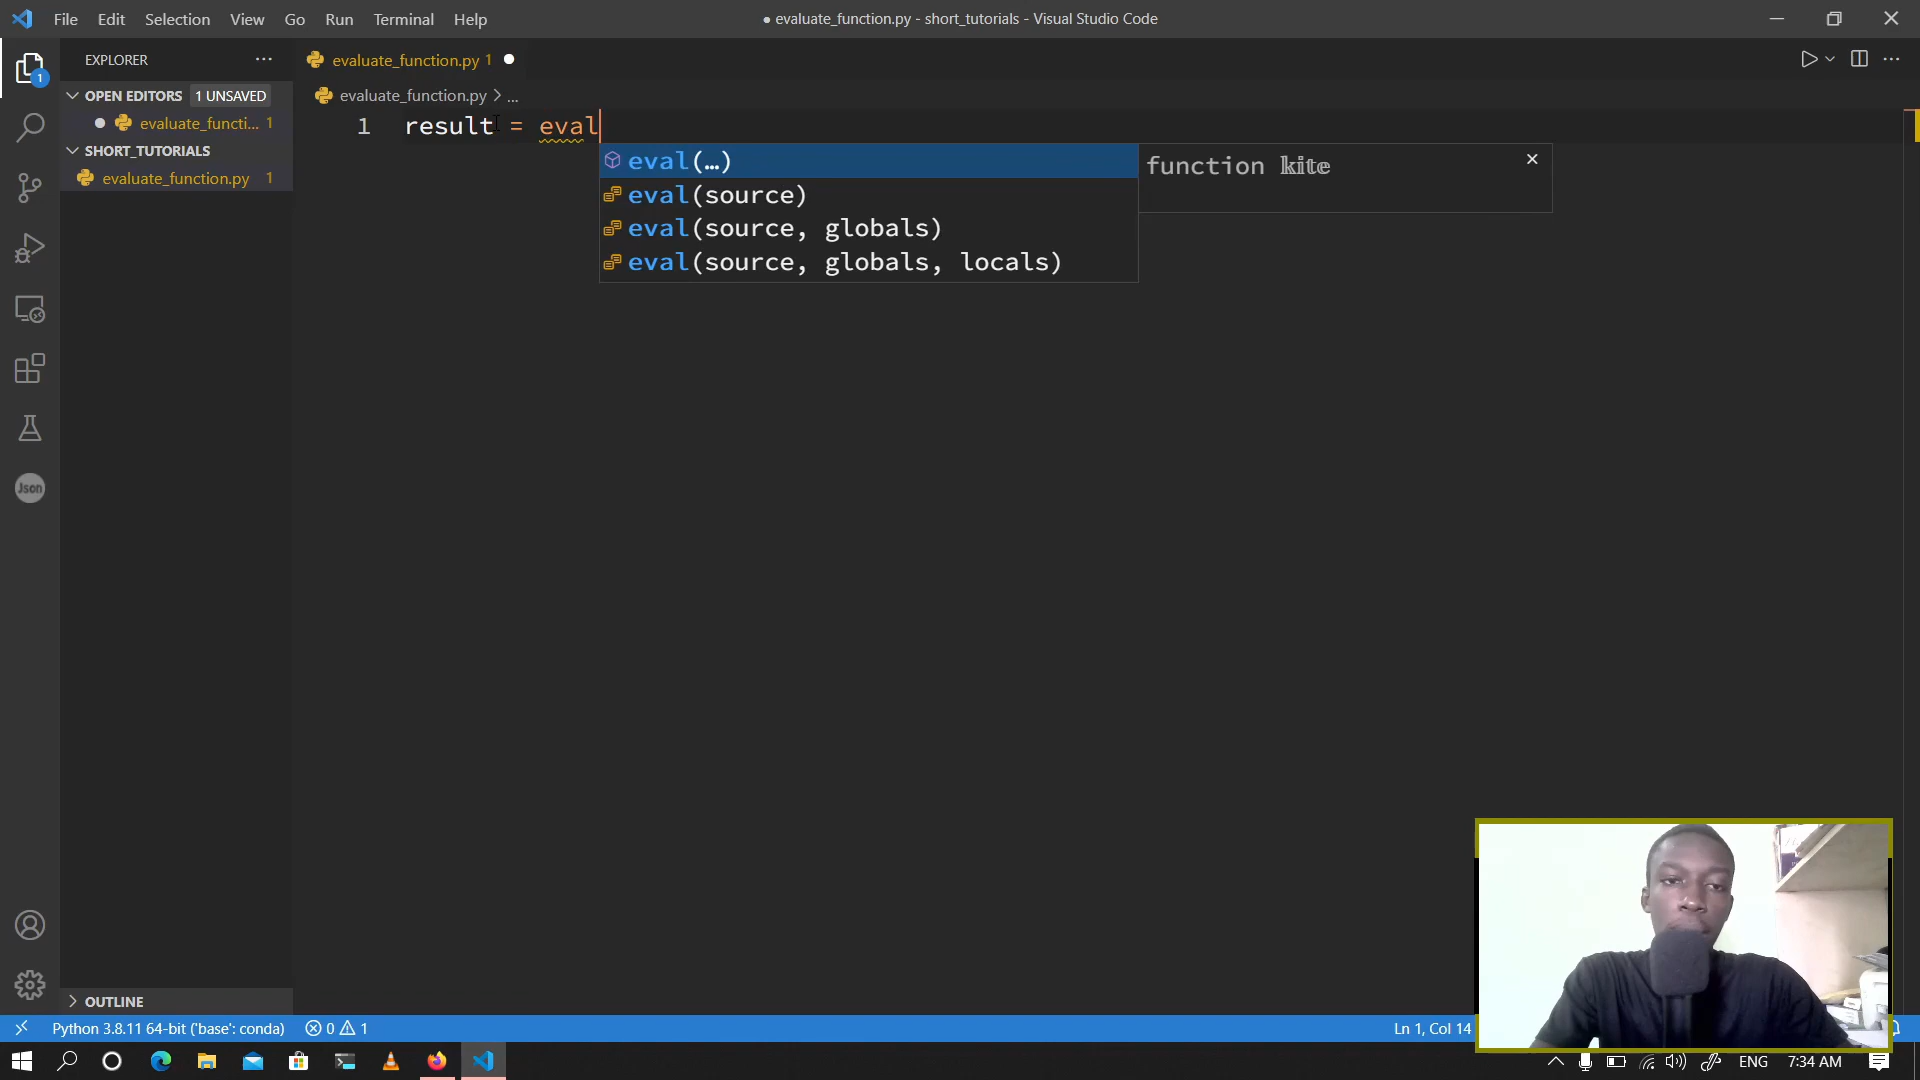 File Edit Selection View Go Run Terminal Help
● evaluate_function.py - short_tutorials - Visual Studio Code
EXPLORER
evaluate_function.py 1
OPEN EDITORS 1 UNSAVED
evaluate_function.py > ...
evaluate_functi... 1
1 result = eval
SHORT_TUTORIALS
evaluate_function.py 1
eval(…)
function kite
eval(source)
eval(source, globals)
eval(source, globals, locals)
1
Json
OUTLINE
Python 3.8.11 64-bit ('base': conda) 0 1
Ln 1, Col 14
ENG 7:34 AM